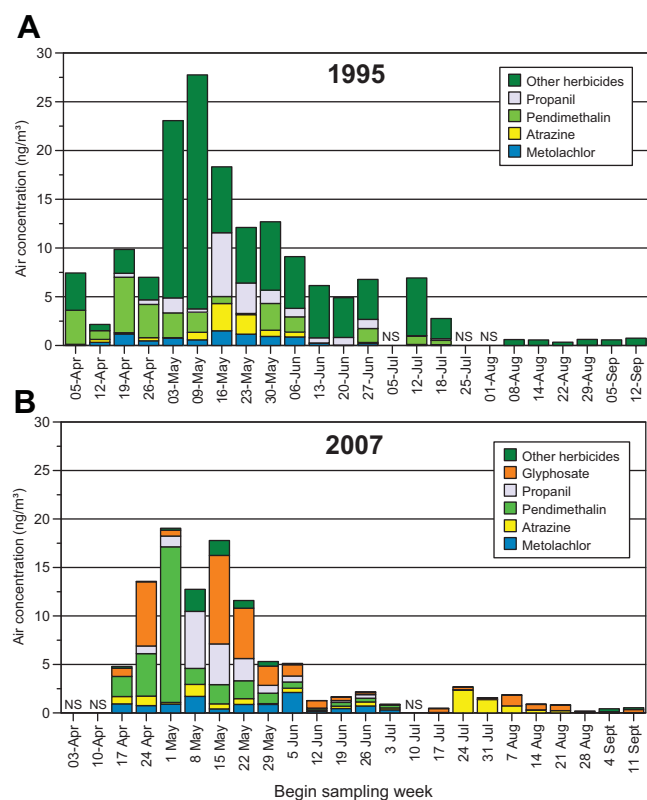 A
1995
Air concentration (ng/m³)
30
25
20
15
10
5
0
Other herbicides
Propanil
Pendimethalin
Atrazine
Metolachlor
NS
NS
NS
05-Apr
12-Apr
19-Apr
26-Apr
03-May
09-May
16-May
23-May
30-May
06-Jun
13-Jun
20-Jun
27-Jun
05-Jul
12-Jul
18-Jul
25-Jul
01-Aug
08-Aug
14-Aug
22-Aug
29-Aug
05-Sep
12-Sep
B
2007
Air concentration (ng/m³)
30
25
20
15
10
5
0
Other herbicides
Glyphosate
Propanil
Pendimethalin
Atrazine
Metolachlor
NS
NS
NS
03-Apr
10-Apr
17 Apr
24 Apr
1 May
8 May
15 May
22 May
29 May
5 Jun
12 Jun
19 Jun
26 Jun
3 Jul
10 Jul
17 Jul
24 Jul
31 Jul
7 Aug
14 Aug
21 Aug
28 Aug
4 Sept
11 Sept
Begin sampling week